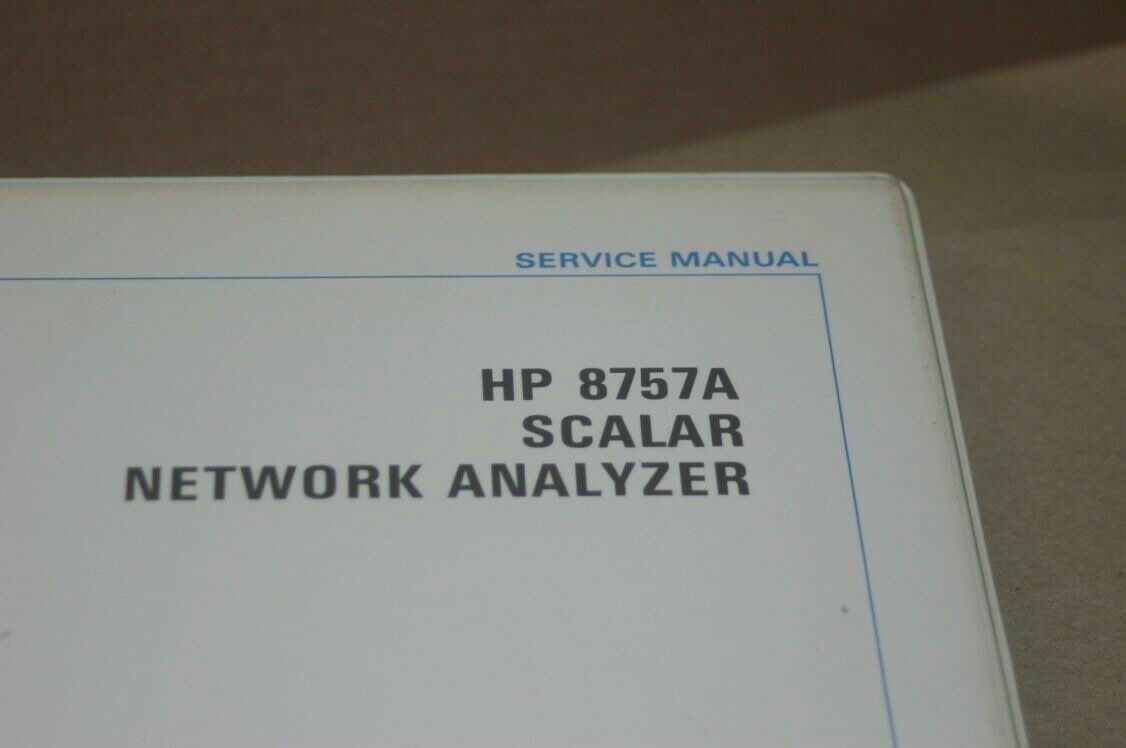 SERVICE MANUAL
HP 8757A
SCALAR
NETWORK ANALYZER